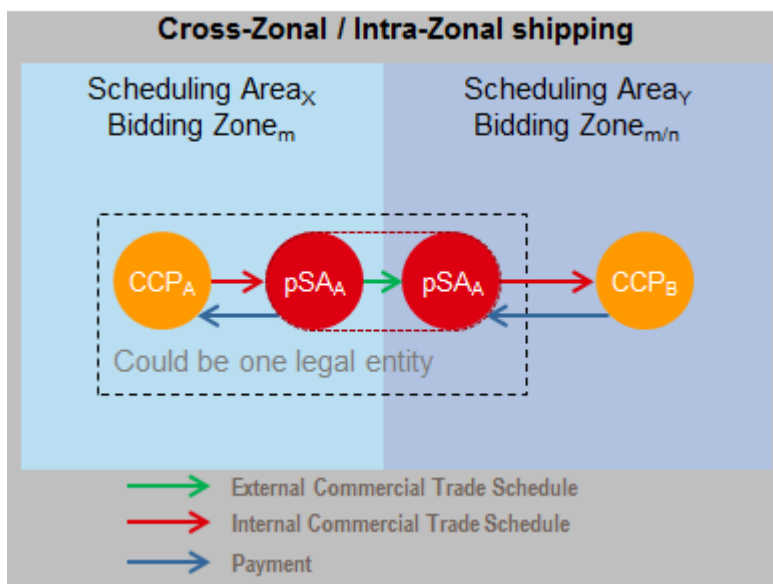 Cross-Zonal / Intra-Zonal shipping
Scheduling AreaX
Bidding Zonem
Scheduling AreaY
Bidding Zonem/n
CCPA
pSAA
pSAA
CCPB
Could be one legal entity
External Commercial Trade Schedule
Internal Commercial Trade Schedule
Payment